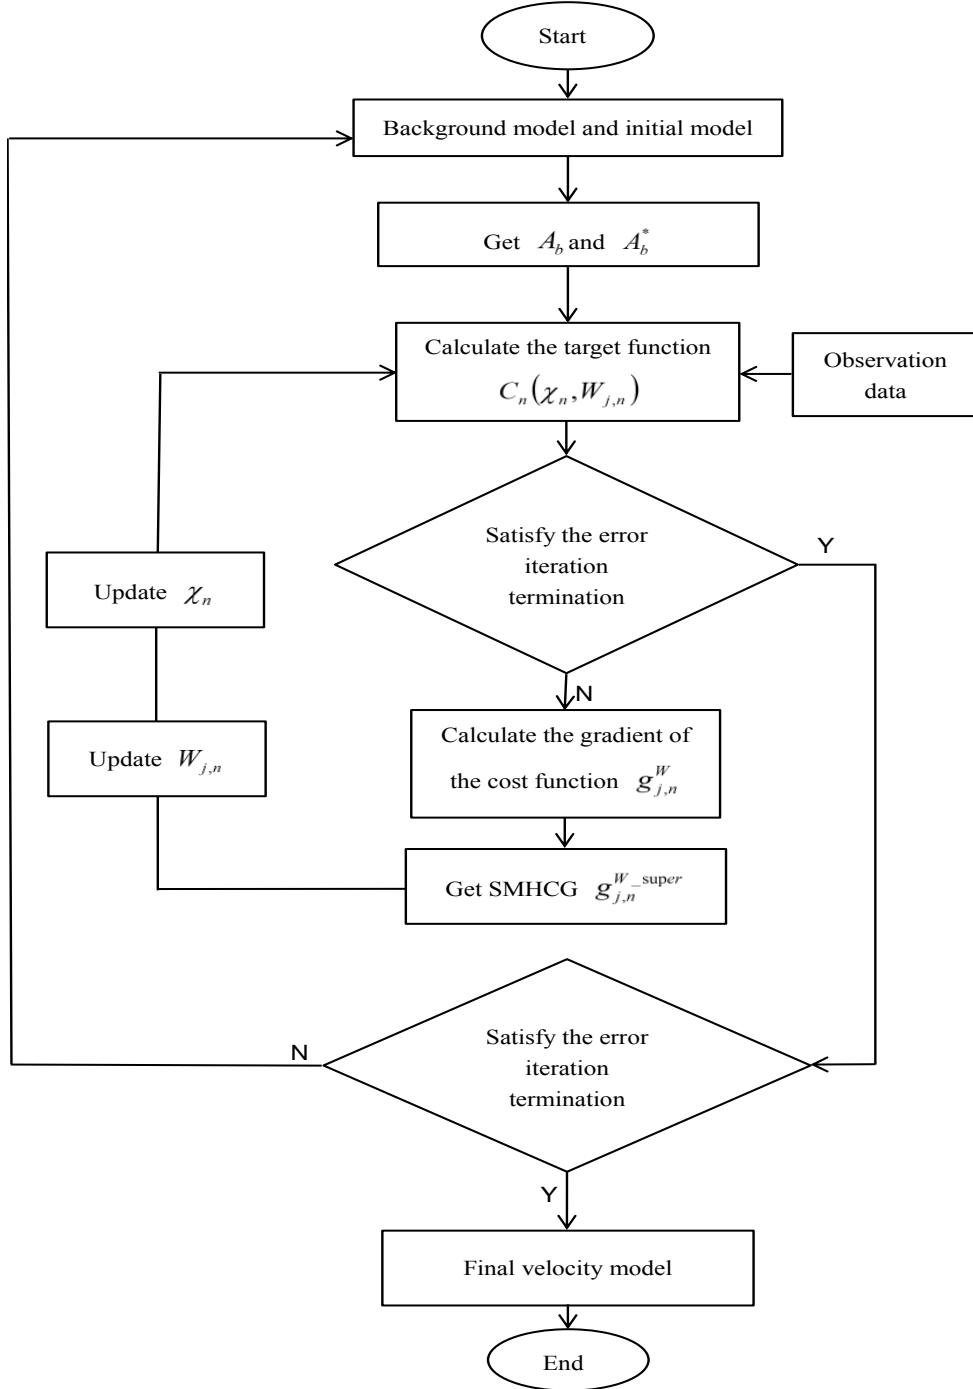 Start
Background model and initial model
Get A_b and A_b^*
Calculate the target function
C_n(χ_n, W_{j,n})
Observation
data
Satisfy the error
iteration
termination
Y
N
Update χ_n
Update W_{j,n}
Calculate the gradient of
the cost function g_{j,n}^W
Get SMHCG g_{j,n}^{W_super}
Satisfy the error
iteration
termination
N
Y
Final velocity model
End